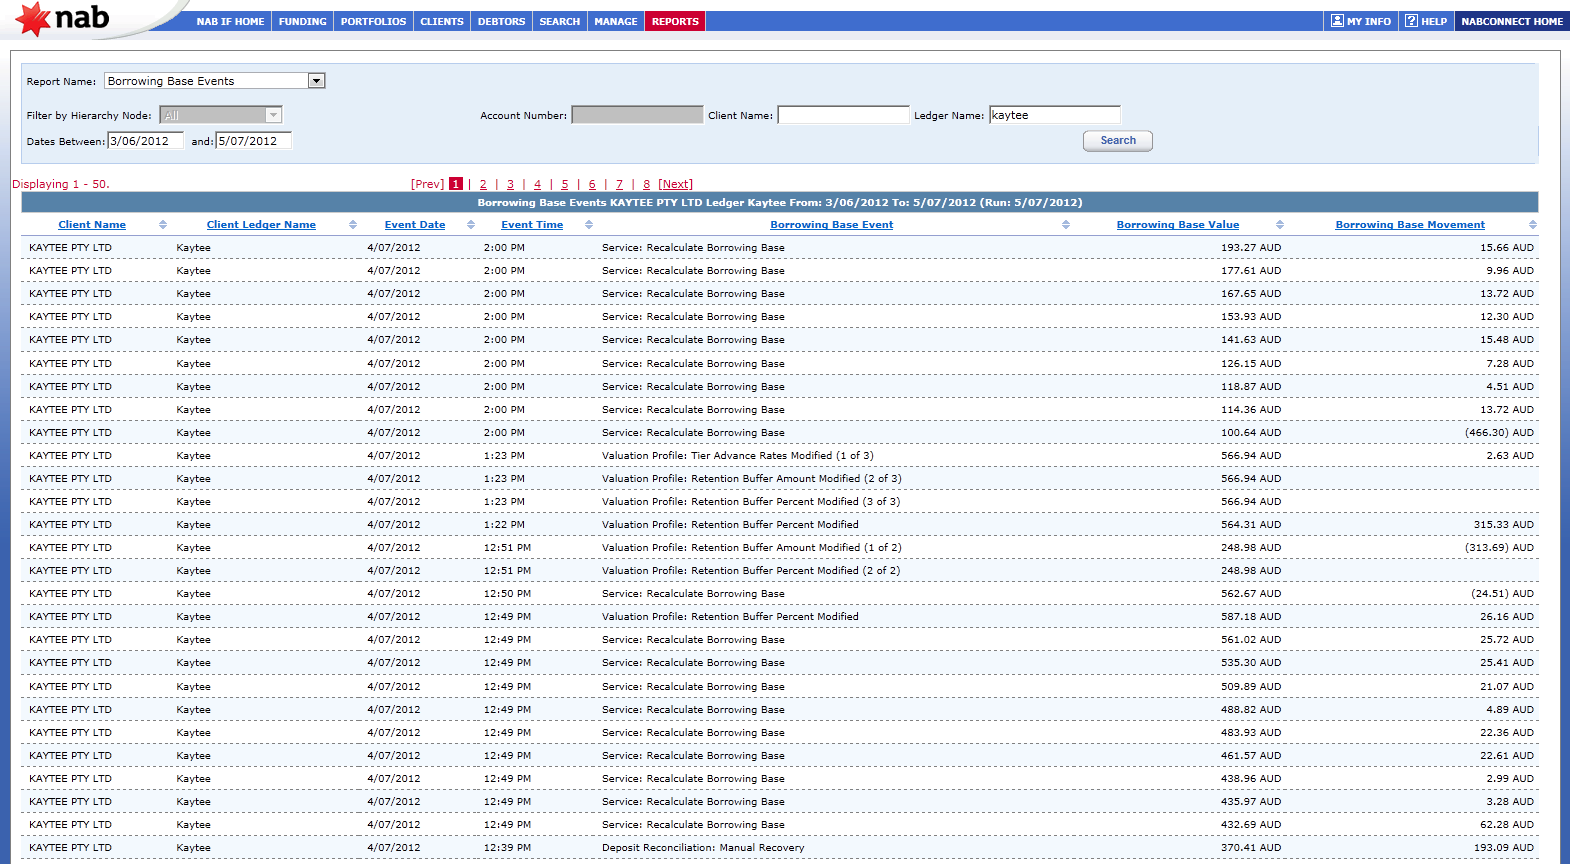 nab NAB IF HOME FUNDING PORTFOLIOS CLIENTS DEBTORS SEARCH MANAGE REPORTS MY INFO ? HELP NABCONNECT HOME
Report Name: Borrowing Base Events
Filter by Hierarchy Node: All Account Number: Client Name: Ledger Name: kaytee
Dates Between: 3/06/2012 and: 5/07/2012 Search
Displaying 1 - 50. [Prev] 1 | 2 | 3 | 4 | 5 | 6 | 7 | 8 [Next]
Borrowing Base Events KAYTEE PTY LTD Ledger Kaytee From: 3/06/2012 To: 5/07/2012 (Run: 5/07/2012)
Client Name Client Ledger Name Event Date Event Time Borrowing Base Event Borrowing Base Value Borrowing Base Movement
KAYTEE PTY LTD Kaytee 4/07/2012 2:00 PM Service: Recalculate Borrowing Base 193.27 AUD 15.66 AUD
KAYTEE PTY LTD Kaytee 4/07/2012 2:00 PM Service: Recalculate Borrowing Base 177.61 AUD 9.96 AUD
KAYTEE PTY LTD Kaytee 4/07/2012 2:00 PM Service: Recalculate Borrowing Base 167.65 AUD 13.72 AUD
KAYTEE PTY LTD Kaytee 4/07/2012 2:00 PM Service: Recalculate Borrowing Base 153.93 AUD 12.30 AUD
KAYTEE PTY LTD Kaytee 4/07/2012 2:00 PM Service: Recalculate Borrowing Base 141.63 AUD 15.48 AUD
KAYTEE PTY LTD Kaytee 4/07/2012 2:00 PM Service: Recalculate Borrowing Base 126.15 AUD 7.28 AUD
KAYTEE PTY LTD Kaytee 4/07/2012 2:00 PM Service: Recalculate Borrowing Base 118.87 AUD 4.51 AUD
KAYTEE PTY LTD Kaytee 4/07/2012 2:00 PM Service: Recalculate Borrowing Base 114.36 AUD 13.72 AUD
KAYTEE PTY LTD Kaytee 4/07/2012 2:00 PM Service: Recalculate Borrowing Base 100.64 AUD (466.30) AUD
KAYTEE PTY LTD Kaytee 4/07/2012 1:23 PM Valuation Profile: Tier Advance Rates Modified (1 of 3) 566.94 AUD 2.63 AUD
KAYTEE PTY LTD Kaytee 4/07/2012 1:23 PM Valuation Profile: Retention Buffer Amount Modified (2 of 3) 566.94 AUD
KAYTEE PTY LTD Kaytee 4/07/2012 1:23 PM Valuation Profile: Retention Buffer Percent Modified (3 of 3) 566.94 AUD
KAYTEE PTY LTD Kaytee 4/07/2012 1:22 PM Valuation Profile: Retention Buffer Percent Modified 564.31 AUD 315.33 AUD
KAYTEE PTY LTD Kaytee 4/07/2012 12:51 PM Valuation Profile: Retention Buffer Amount Modified (1 of 2) 248.98 AUD (313.69) AUD
KAYTEE PTY LTD Kaytee 4/07/2012 12:51 PM Valuation Profile: Retention Buffer Percent Modified (2 of 2) 248.98 AUD
KAYTEE PTY LTD Kaytee 4/07/2012 12:50 PM Service: Recalculate Borrowing Base 562.67 AUD (24.51) AUD
KAYTEE PTY LTD Kaytee 4/07/2012 12:49 PM Valuation Profile: Retention Buffer Percent Modified 587.18 AUD 26.16 AUD
KAYTEE PTY LTD Kaytee 4/07/2012 12:49 PM Service: Recalculate Borrowing Base 561.02 AUD 25.72 AUD
KAYTEE PTY LTD Kaytee 4/07/2012 12:49 PM Service: Recalculate Borrowing Base 535.30 AUD 25.41 AUD
KAYTEE PTY LTD Kaytee 4/07/2012 12:49 PM Service: Recalculate Borrowing Base 509.89 AUD 21.07 AUD
KAYTEE PTY LTD Kaytee 4/07/2012 12:49 PM Service: Recalculate Borrowing Base 488.82 AUD 4.89 AUD
KAYTEE PTY LTD Kaytee 4/07/2012 12:49 PM Service: Recalculate Borrowing Base 483.93 AUD 22.36 AUD
KAYTEE PTY LTD Kaytee 4/07/2012 12:49 PM Service: Recalculate Borrowing Base 461.57 AUD 22.61 AUD
KAYTEE PTY LTD Kaytee 4/07/2012 12:49 PM Service: Recalculate Borrowing Base 438.96 AUD 2.99 AUD
KAYTEE PTY LTD Kaytee 4/07/2012 12:49 PM Service: Recalculate Borrowing Base 435.97 AUD 3.28 AUD
KAYTEE PTY LTD Kaytee 4/07/2012 12:49 PM Service: Recalculate Borrowing Base 432.69 AUD 62.28 AUD
KAYTEE PTY LTD Kaytee 4/07/2012 12:39 PM Deposit Reconciliation: Manual Recovery 370.41 AUD 193.09 AUD